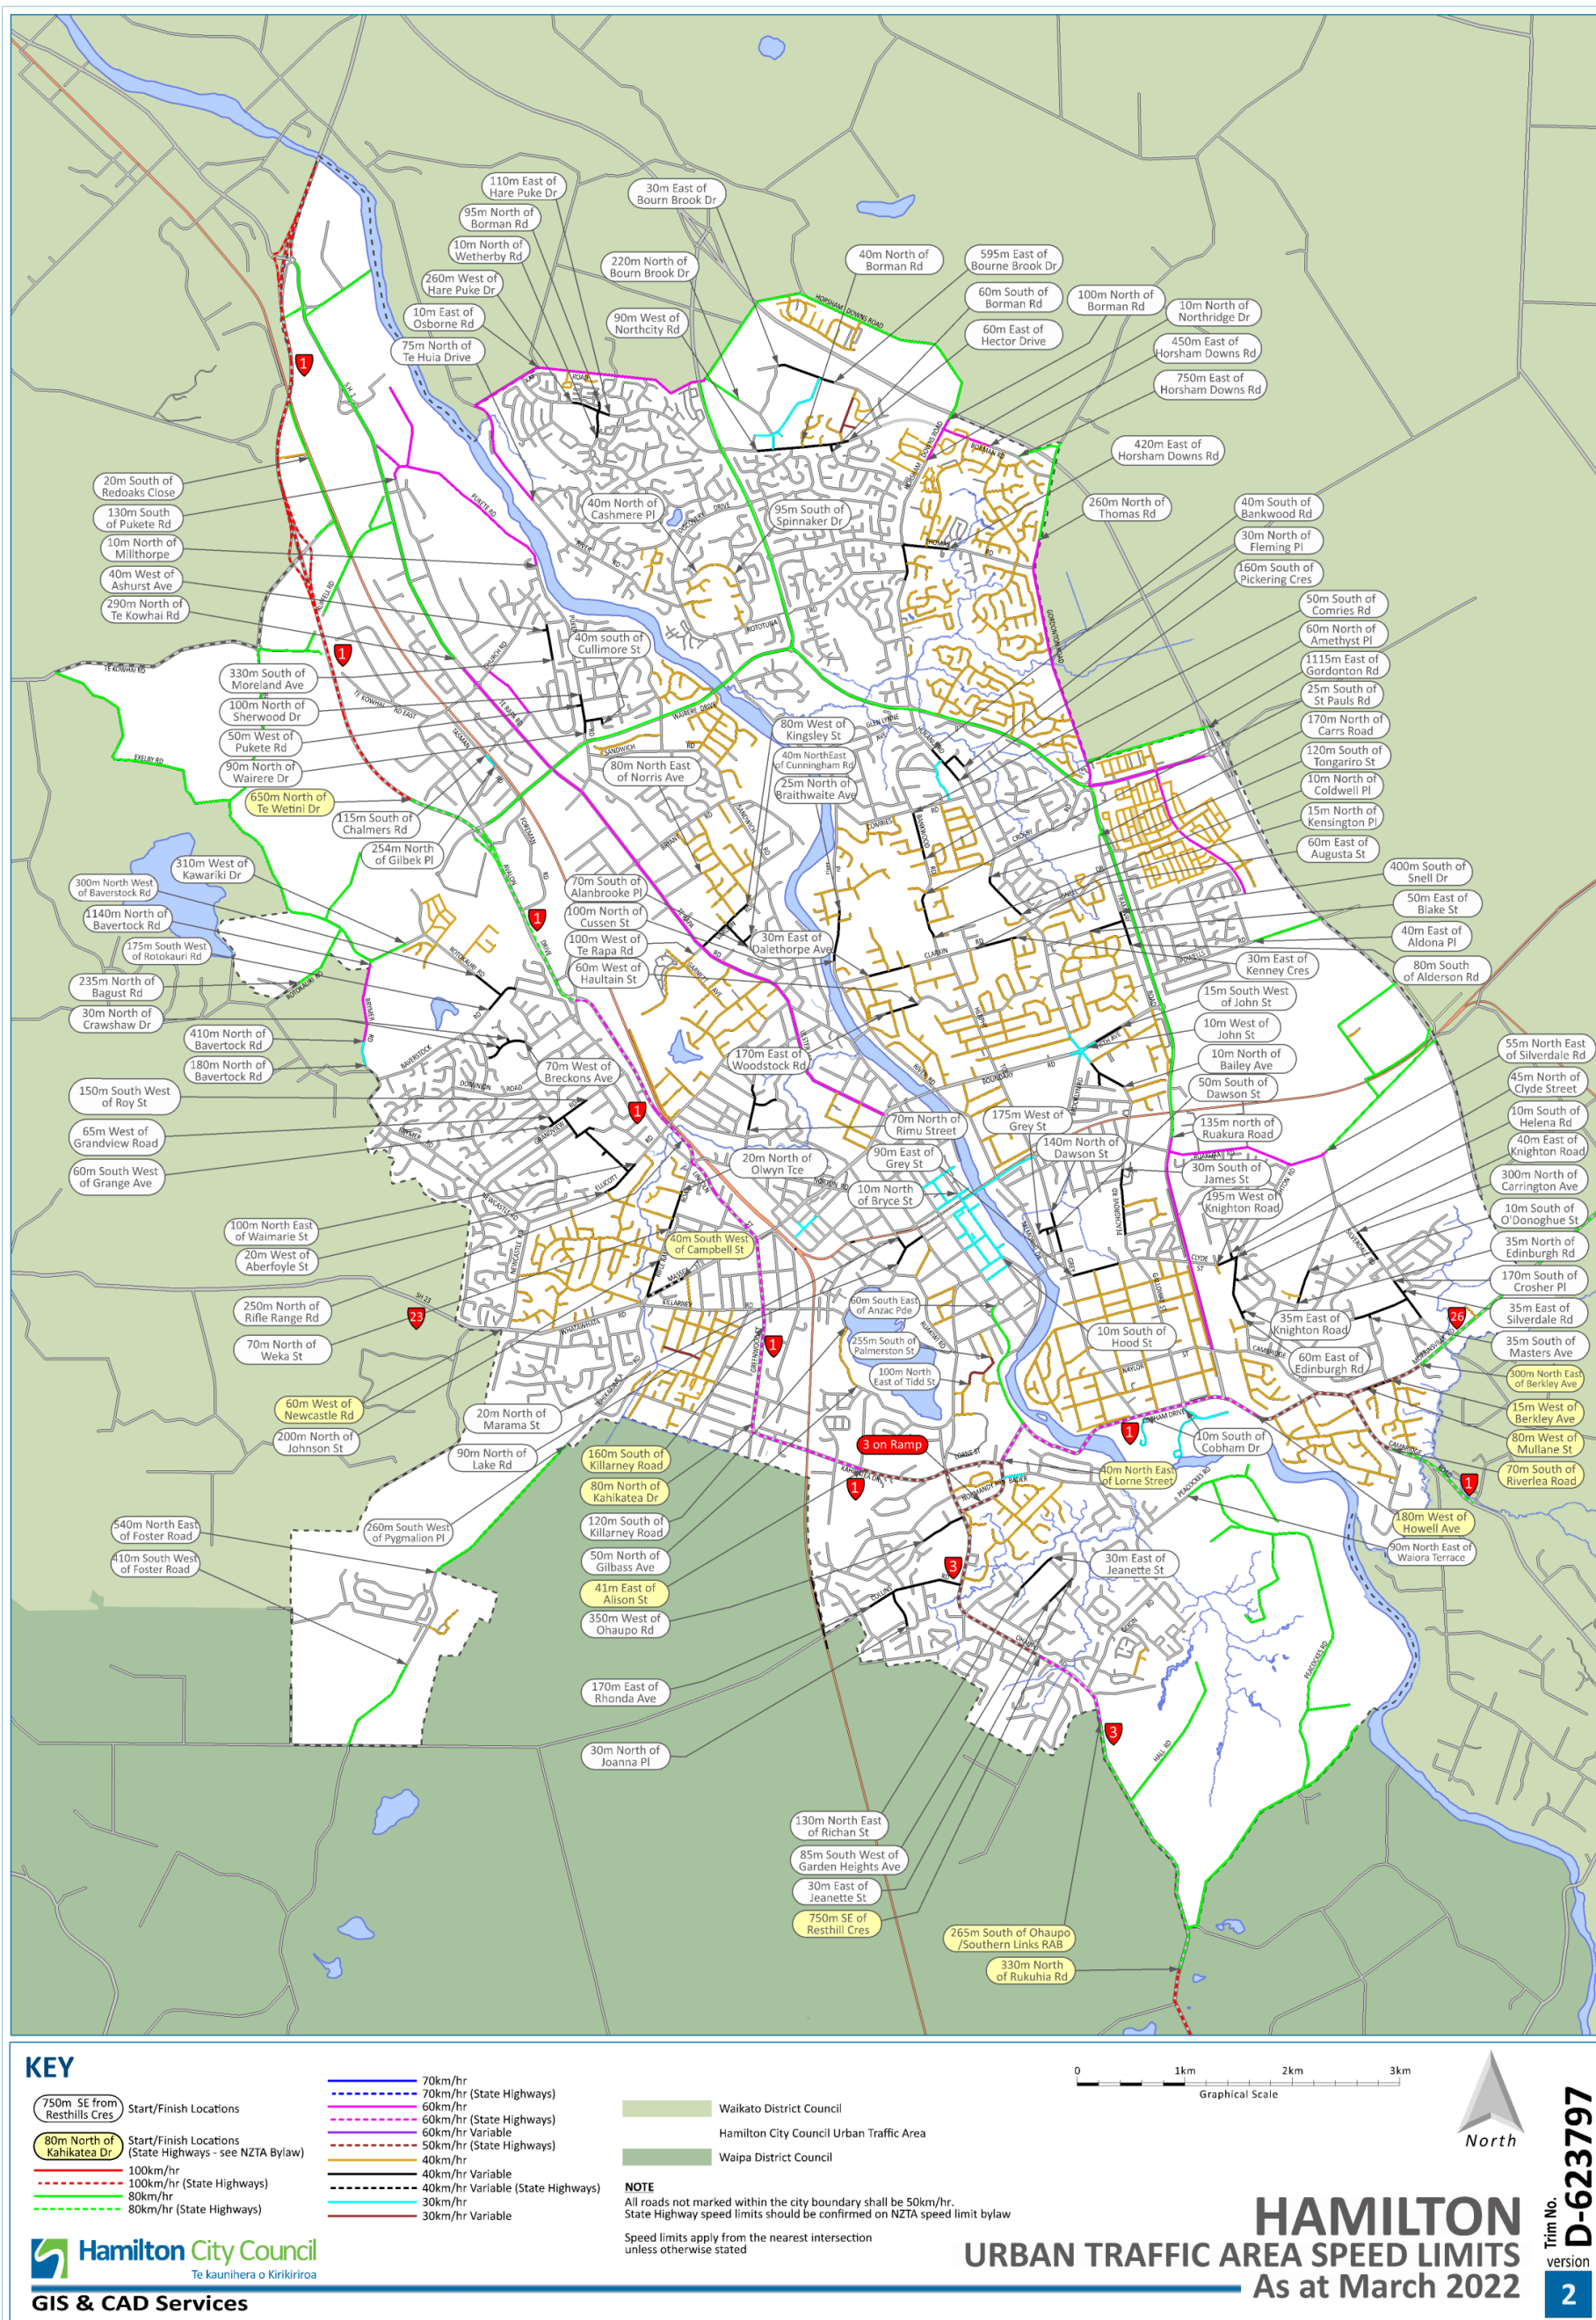 110m East of
Hare Puke Dr
95m North of
Borman Rd
10m North of
Wetherby Rd
260m West of
Hare Puke Dr
10m East of
Osborne Rd
75m North of
Te Huia Drive
30m East of
Bourn Brook Dr
220m North of
Bourn Brook Dr
90m West of
Northcity Rd
40m North of
Borman Rd
595m East of
Bourne Brook Dr
60m South of
Borman Rd
60m East of
Hector Drive
100m North of
Borman Rd
10m North of
Northridge Dr
450m East of
Horsham Downs Rd
750m East of
Horsham Downs Rd
420m East of
Horsham Downs Rd
260m North of
Thomas Rd
40m South of
Bankwood Rd
30m North of
Fleming Pl
160m South of
Pickering Cres
50m South of
Comries Rd
60m North of
Amethyst Pl
1115m East of
Gordonton Rd
25m South of
St Pauls Rd
170m North of
Carrs Road
120m South of
Tongariro St
10m North of
Coldwell Pl
15m North of
Kensington Pl
60m East of
Augusta St
400m South of
Snell Dr
50m East of
Blake St
40m East of
Aldona Pl
80m South
of Alderson Rd
30m East of
Kenney Cres
15m South West
of John St
10m West of
John St
10m North of
Bailey Ave
50m South of
Dawson St
135m north of
Ruakura Road
55m North East
of Silverdale Rd
45m North of
Clyde Street
10m South of
Helena Rd
40m East of
Knighton Road
300m North of
Carrington Ave
10m South of
O'Donoghue St
35m North of
Edinburgh Rd
170m South of
Crosher Pl
35m East of
Silverdale Rd
35m South of
Masters Ave
300m North East
of Berkley Ave
15m West of
Berkley Ave
80m West of
Mullane St
70m South of
Riverlea Road
180m West of
Howell Ave
90m North East of
Waiora Terrace
20m South of
Redoaks Close
130m South
of Pukete Rd
10m North of
Millthorpe
40m West of
Ashurst Ave
290m North of
Te Kowhai Rd
330m South of
Moreland Ave
100m North of
Sherwood Dr
50m West of
Pukete Rd
90m North of
Wairere Dr
650m North of
Te Wetini Dr
115m South of
Chalmers Rd
254m North
of Gilbek Pl
310m West of
Kawariki Dr
300m North West
of Baverstock Rd
1140m North of
Bavertock Rd
175m South West
of Rotokauri Rd
235m North of
Bagust Rd
30m North of
Crawshaw Dr
410m North of
Bavertock Rd
180m North of
Bavertock Rd
150m South West
of Roy St
65m West of
Grandview Road
60m South West
of Grange Ave
100m North East
of Waimarie St
20m West of
Aberfoyle St
250m North of
Rifle Range Rd
70m North of
Weka St
60m West of
Newcastle Rd
200m North of
Johnson St
540m North East
of Foster Road
410m South West
of Foster Road
40m North of
Cashmere Pl
95m South of
Spinnaker Dr
40m south of
Cullimore St
80m West of
Kingsley St
40m NorthEast
of Cunningham Rd
25m North of
Braithwaite Ave
80m North East
of Norris Ave
70m South of
Alanbrooke Pl
100m North of
Cussen St
100m West of
Te Rapa Rd
60m West of
Haultain St
30m East of
Dalethorpe Ave
170m East of
Woodstock Rd
70m West of
Breckons Ave
70m North of
Rimu Street
175m West of
Grey St
140m North of
Dawson St
90m East of
Grey St
20m North of
Olwyn Tce
10m North
of Bryce St
30m South of
James St
195m West of
Knighton Road
40m South West
of Campbell St
60m South East
of Anzac Pde
255m South of
Palmerston St
100m North
East of Tidd St
10m South of
Hood St
35m East of
Knighton Road
60m East of
Edinburgh Rd
10m South of
Cobham Dr
40m North East
of Lorne Street
3 on Ramp
20m North of
Marama St
90m North of
Lake Rd
260m South West
of Pygmalion Pl
160m South of
Killarney Road
80m North of
Kahikatea Dr
120m South of
Killarney Road
50m North of
Gilbass Ave
41m East of
Alison St
350m West of
Ohaupo Rd
170m East of
Rhonda Ave
30m North of
Joanna Pl
30m East of
Jeanette St
130m North East
of Richan St
85m South West of
Garden Heights Ave
30m East of
Jeanette St
750m SE of
Resthill Cres
265m South of Ohaupo
/Southern Links RAB
330m North
of Rukuhia Rd
HORSHAM DOWNS ROAD
BORMAN RD
GORDONTON ROAD
PUKETE RD
TE KOWHAI RD
EXELBY RD
ROTOKAURI RD
WAIRERE DRIVE
SANDWICH RD
TE RAPA RD
PEACOCKES RD
HALL RD
SH 23
1
1
1
1
1
1
1
1
3
3
23
26
KEY
750m SE from
Resthills Cres
Start/Finish Locations
80m North of
Kahikatea Dr
Start/Finish Locations
(State Highways - see NZTA Bylaw)
100km/hr
100km/hr (State Highways)
80km/hr
80km/hr (State Highways)
70km/hr
70km/hr (State Highways)
60km/hr
60km/hr (State Highways)
60km/hr Variable
50km/hr (State Highways)
40km/hr
40km/hr Variable
40km/hr Variable (State Highways)
30km/hr
30km/hr Variable
Waikato District Council
Hamilton City Council Urban Traffic Area
Waipa District Council
NOTE
All roads not marked within the city boundary shall be 50km/hr.
State Highway speed limits should be confirmed on NZTA speed limit bylaw
Speed limits apply from the nearest intersection
unless otherwise stated
0 1km 2km 3km
Graphical Scale
North
Hamilton City Council
Te kaunihera o Kirikiriroa
GIS & CAD Services
HAMILTON
URBAN TRAFFIC AREA SPEED LIMITS
As at March 2022
Trim No.
D-623797
version
2